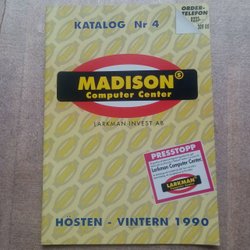 KATALOG Nr 4
ORDER-
TELEFON
MADISON®
Computer Center
LARKMAN INVEST AB
PRESSTOPP
Larkman Computer Center
LARKMAN
HÖSTEN - VINTERN 1990